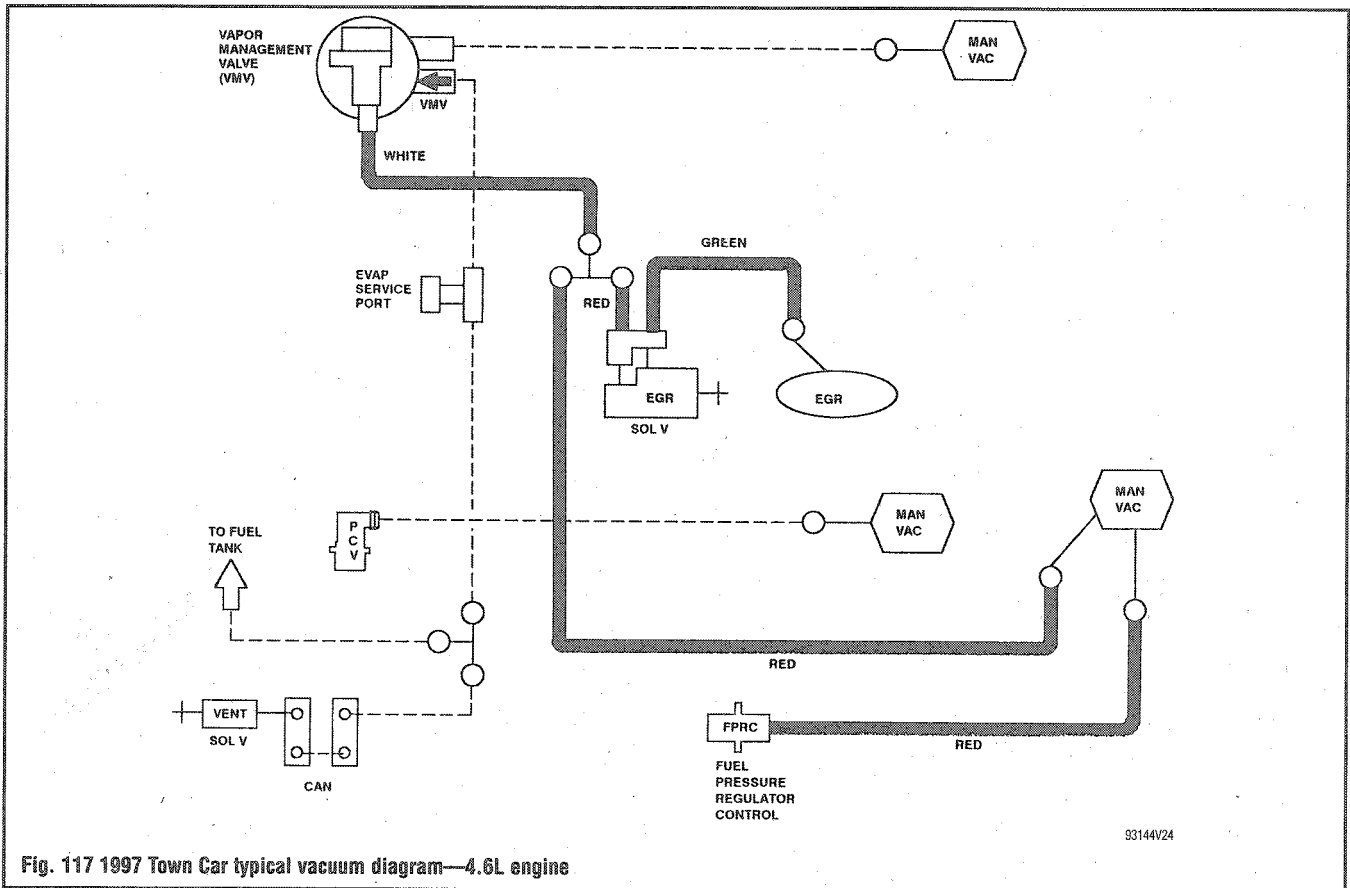 VAPOR
MANAGEMENT
VALVE
(VMV)
MAN
VAC
VMV
WHITE
GREEN
EVAP
SERVICE
PORT
RED
EGR
SOL V
EGR
MAN
VAC
P
C
V
MAN
VAC
TO FUEL
TANK
RED
VENT
SOL V
CAN
FPRC
RED
FUEL
PRESSURE
REGULATOR
CONTROL
93144V24
Fig. 117 1997 Town Car typical vacuum diagram—4.6L engine